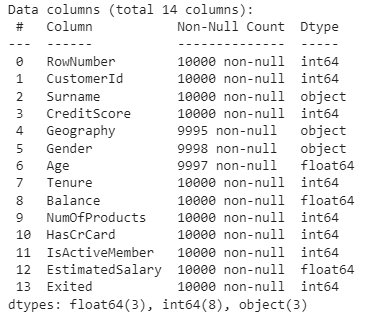 Data columns (total 14 columns):
 #   Column           Non-Null Count  Dtype
---  ------           --------------  -----
 0   RowNumber        10000 non-null  int64
 1   CustomerId       10000 non-null  int64
 2   Surname          10000 non-null  object
 3   CreditScore      10000 non-null  int64
 4   Geography        9995 non-null   object
 5   Gender           9998 non-null   object
 6   Age              9997 non-null   float64
 7   Tenure           10000 non-null  int64
 8   Balance          10000 non-null  float64
 9   NumOfProducts    10000 non-null  int64
 10  HasCrCard        10000 non-null  int64
 11  IsActiveMember   10000 non-null  int64
 12  EstimatedSalary  10000 non-null  float64
 13  Exited           10000 non-null  int64
dtypes: float64(3), int64(8), object(3)